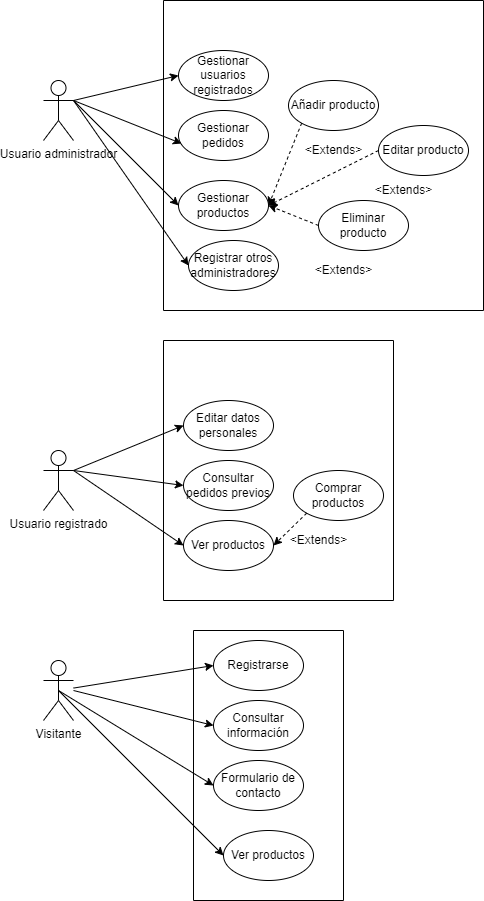 Gestionar
usuarios
registrados
Añadir producto
Usuario administrador
Gestionar
pedidos
<Extends>
Editar producto
Gestionar
productos
<Extends>
Eliminar
producto
Registrar otros
administradores
<Extends>
Editar datos
personales
Consultar
pedidos previos
Comprar
productos
Usuario registrado
Ver productos
<Extends>
Registrarse
Consultar
información
Visitante
Formulario de
contacto
Ver productos